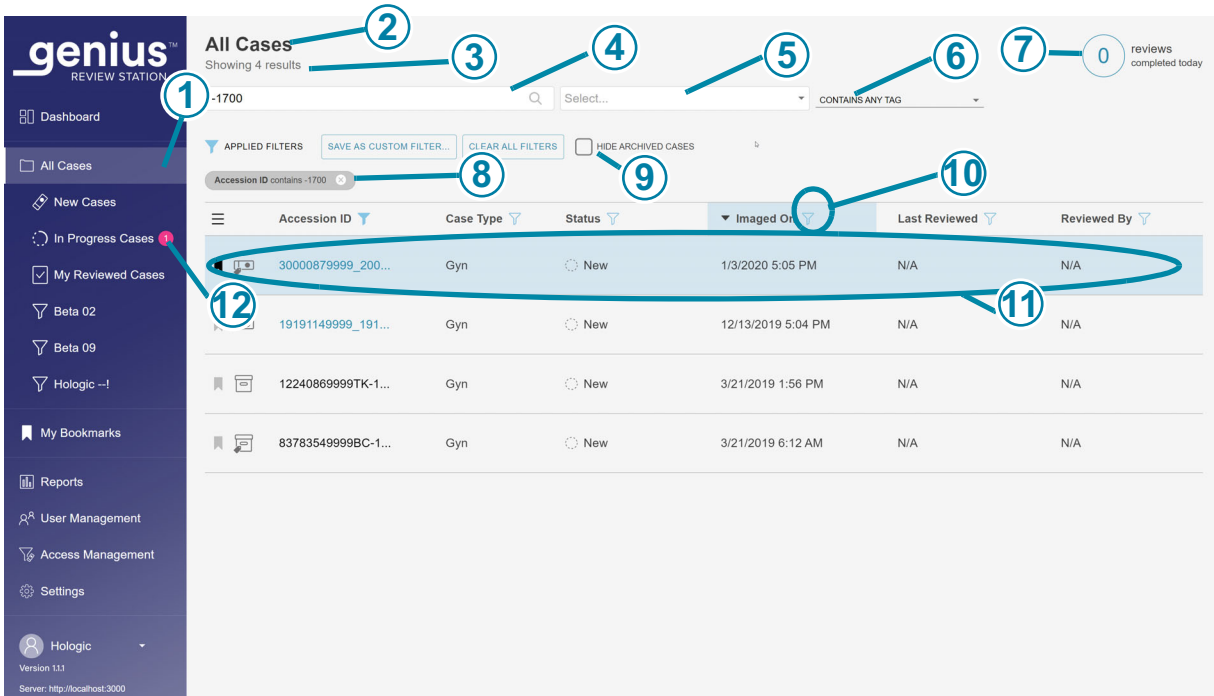 genius™
REVIEW STATION
Dashboard
All Cases
New Cases
In Progress Cases 1
My Reviewed Cases
Beta 02
Beta 09
Hologic --!
My Bookmarks
Reports
User Management
Access Management
Settings
Hologic
Version 1.1.1
Server: http://localhost:3000
1
All Cases
2
Showing 4 results
3
-1700
4
Select...
5
CONTAINS ANY TAG
6
7
0
reviews
completed today
APPLIED FILTERS
SAVE AS CUSTOM FILTER...
CLEAR ALL FILTERS
HIDE ARCHIVED CASES
Accession ID contains -1700
8
9
10
Accession ID Case Type Status Imaged On Last Reviewed Reviewed By
30000879999_200... Gyn New 1/3/2020 5:05 PM N/A N/A
11
12
19191149999_191... Gyn New 12/13/2019 5:04 PM N/A N/A
12240869999TK-1... Gyn New 3/21/2019 1:56 PM N/A N/A
83783549999BC-1... Gyn New 3/21/2019 6:12 AM N/A N/A